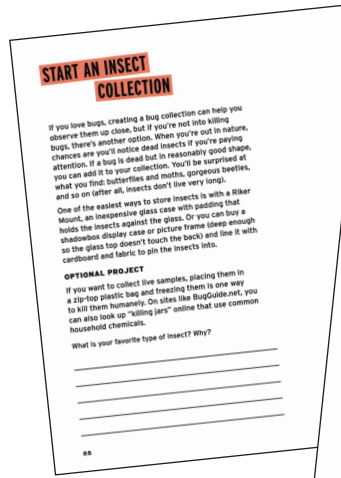 START AN INSECT
COLLECTION
If you love bugs, creating a bug collection can help you
observe them up close, but if you're not into killing
bugs, there's another option. When you're out in nature,
chances are you'll notice dead insects if you're paying
attention. If a bug is dead but in reasonably good shape,
you can add it to your collection. You'll be surprised at
what you find: butterflies and moths, gorgeous beetles,
and so on (after all, insects don't live very long).
One of the easiest ways to store insects is with a Riker
Mount, an inexpensive glass case with padding that
holds the insects against the glass. Or you can buy a
shadowbox display case or picture frame (deep enough
so the glass top doesn't touch the back) and line it with
cardboard and fabric to pin the insects into.
OPTIONAL PROJECT
If you want to collect live samples, placing them in
a zip-top plastic bag and freezing them is one way
to kill them humanely. On sites like BugGuide.net, you
can also look up "killing jars" online that use common
household chemicals.
What is your favorite type of insect? Why?
88